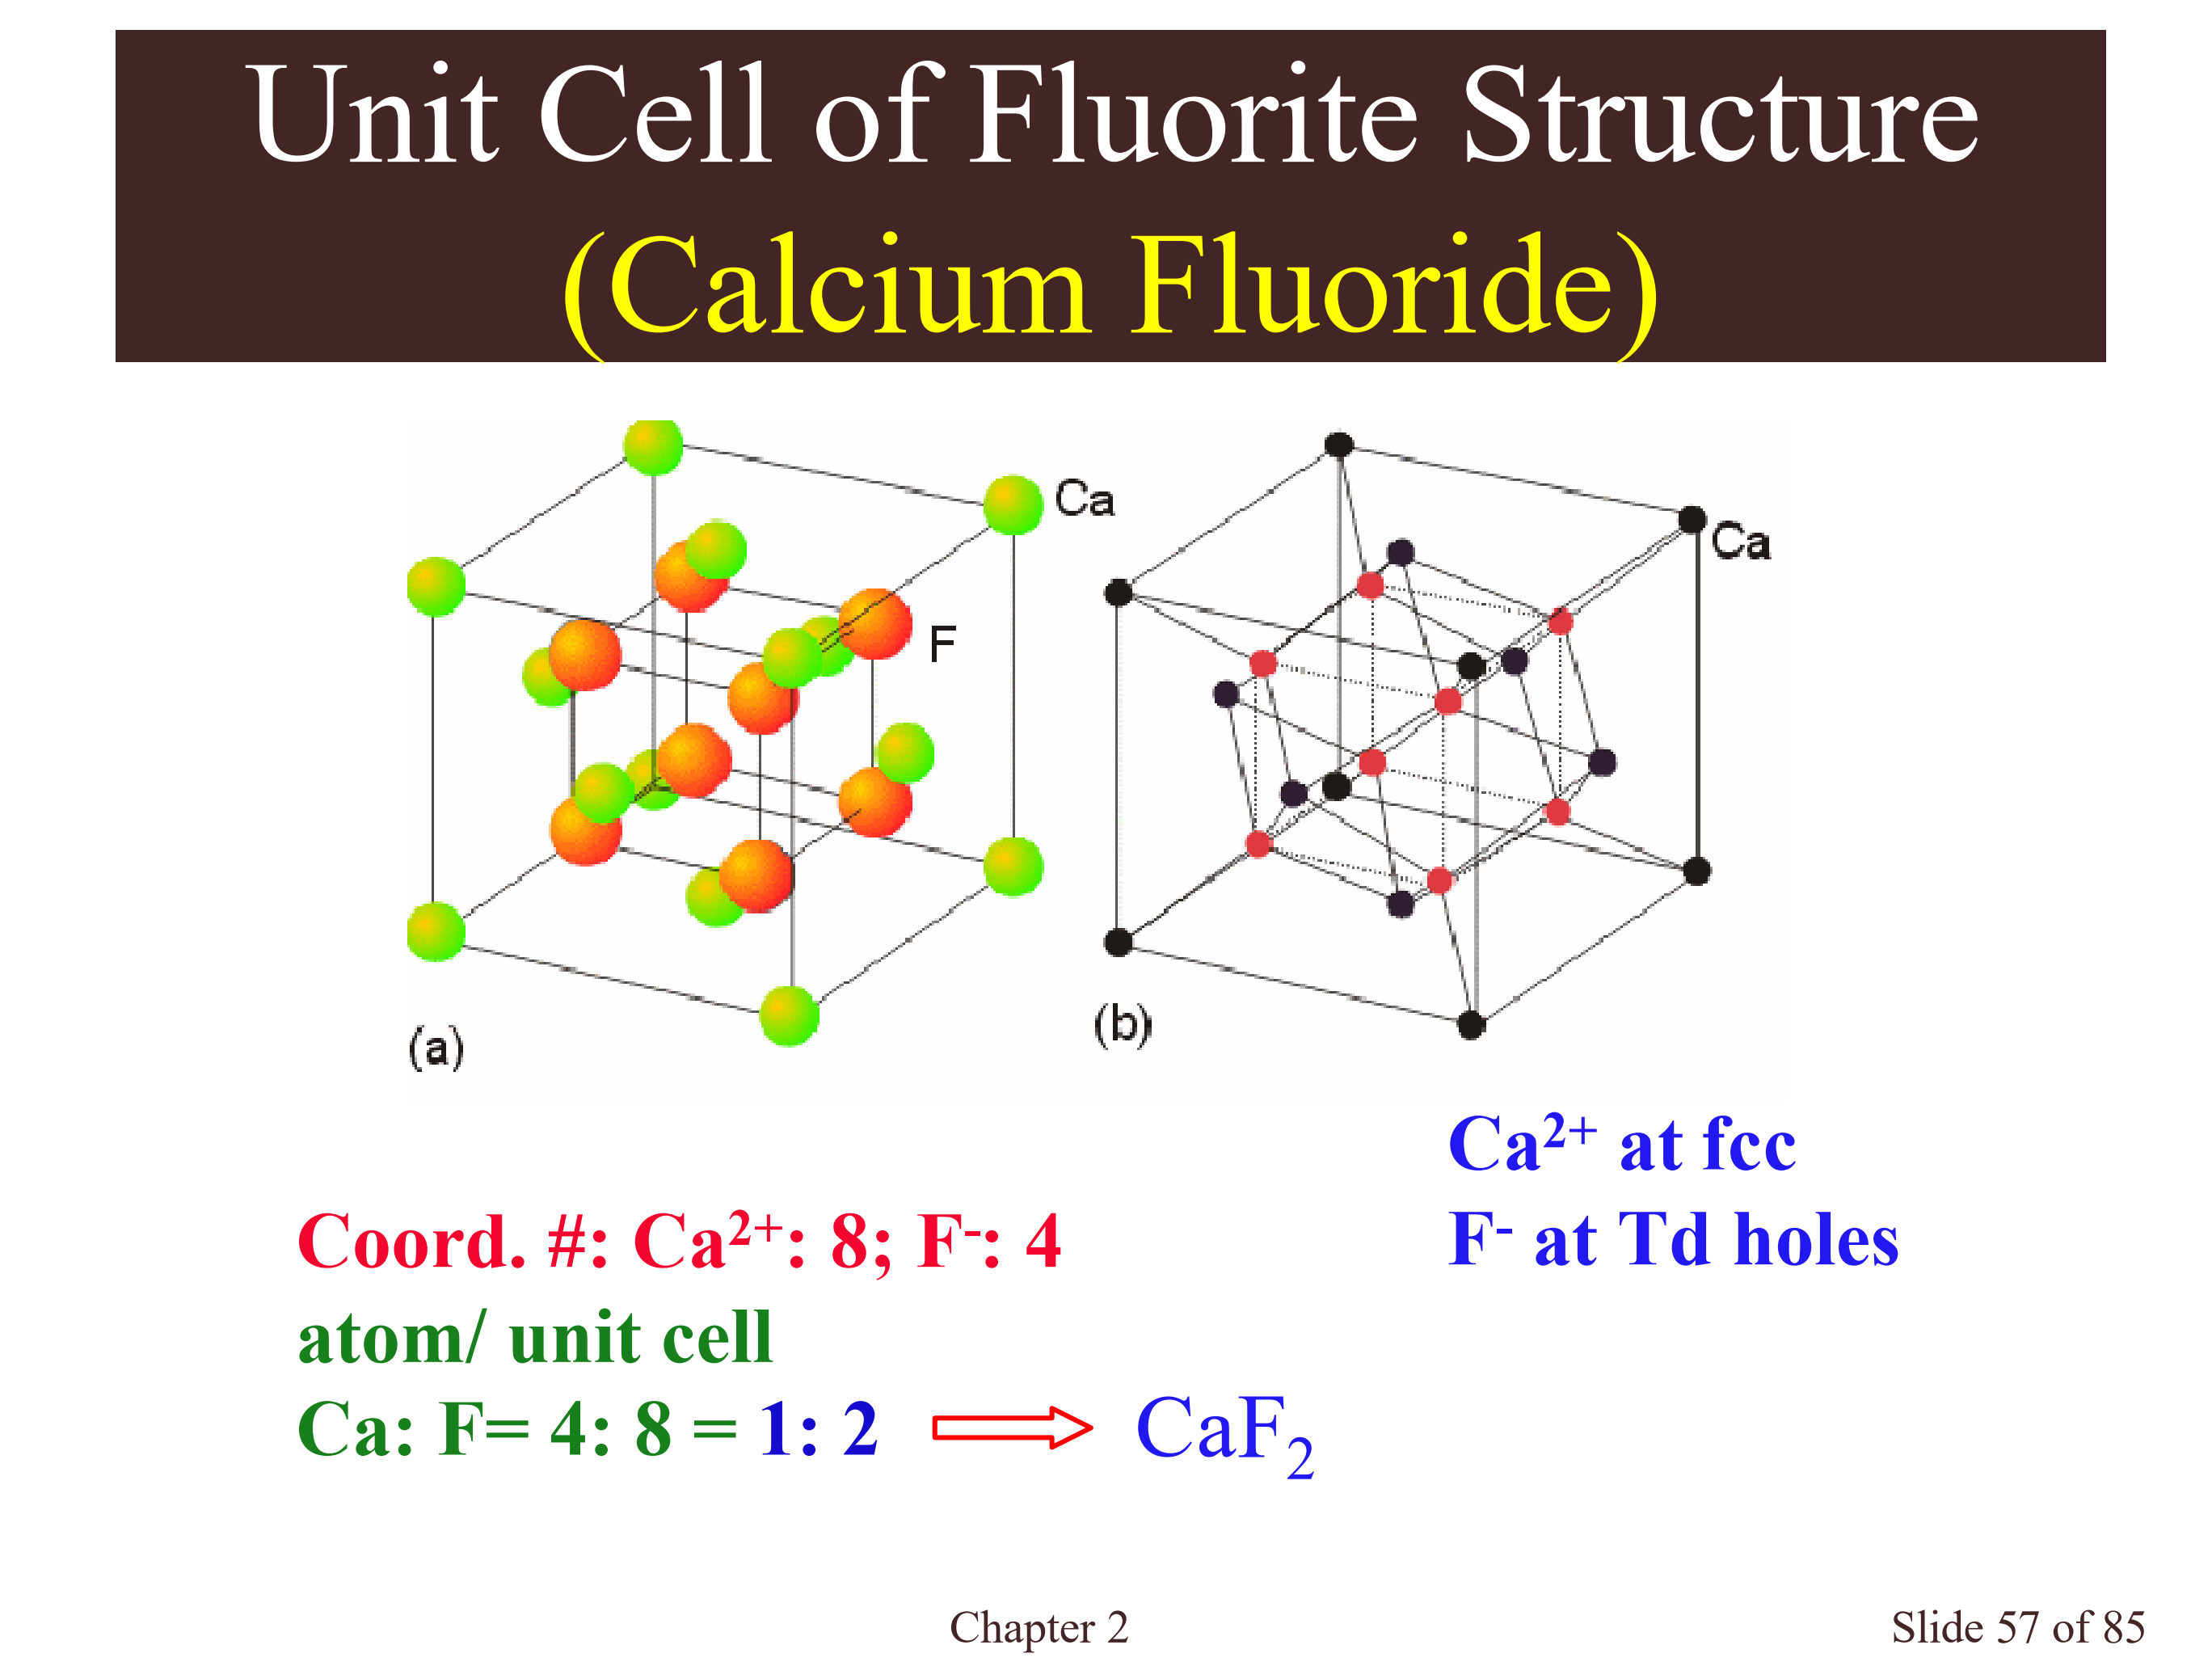 Unit Cell of Fluorite Structure
(Calcium Fluoride)
Ca
F
(a)
Ca
(b)
Ca²⁺ at fcc
F⁻ at Td holes
Coord. #: Ca²⁺: 8; F⁻: 4
atom/ unit cell
Ca: F= 4: 8 = 1: 2
CaF₂
Chapter 2
Slide 57 of 85